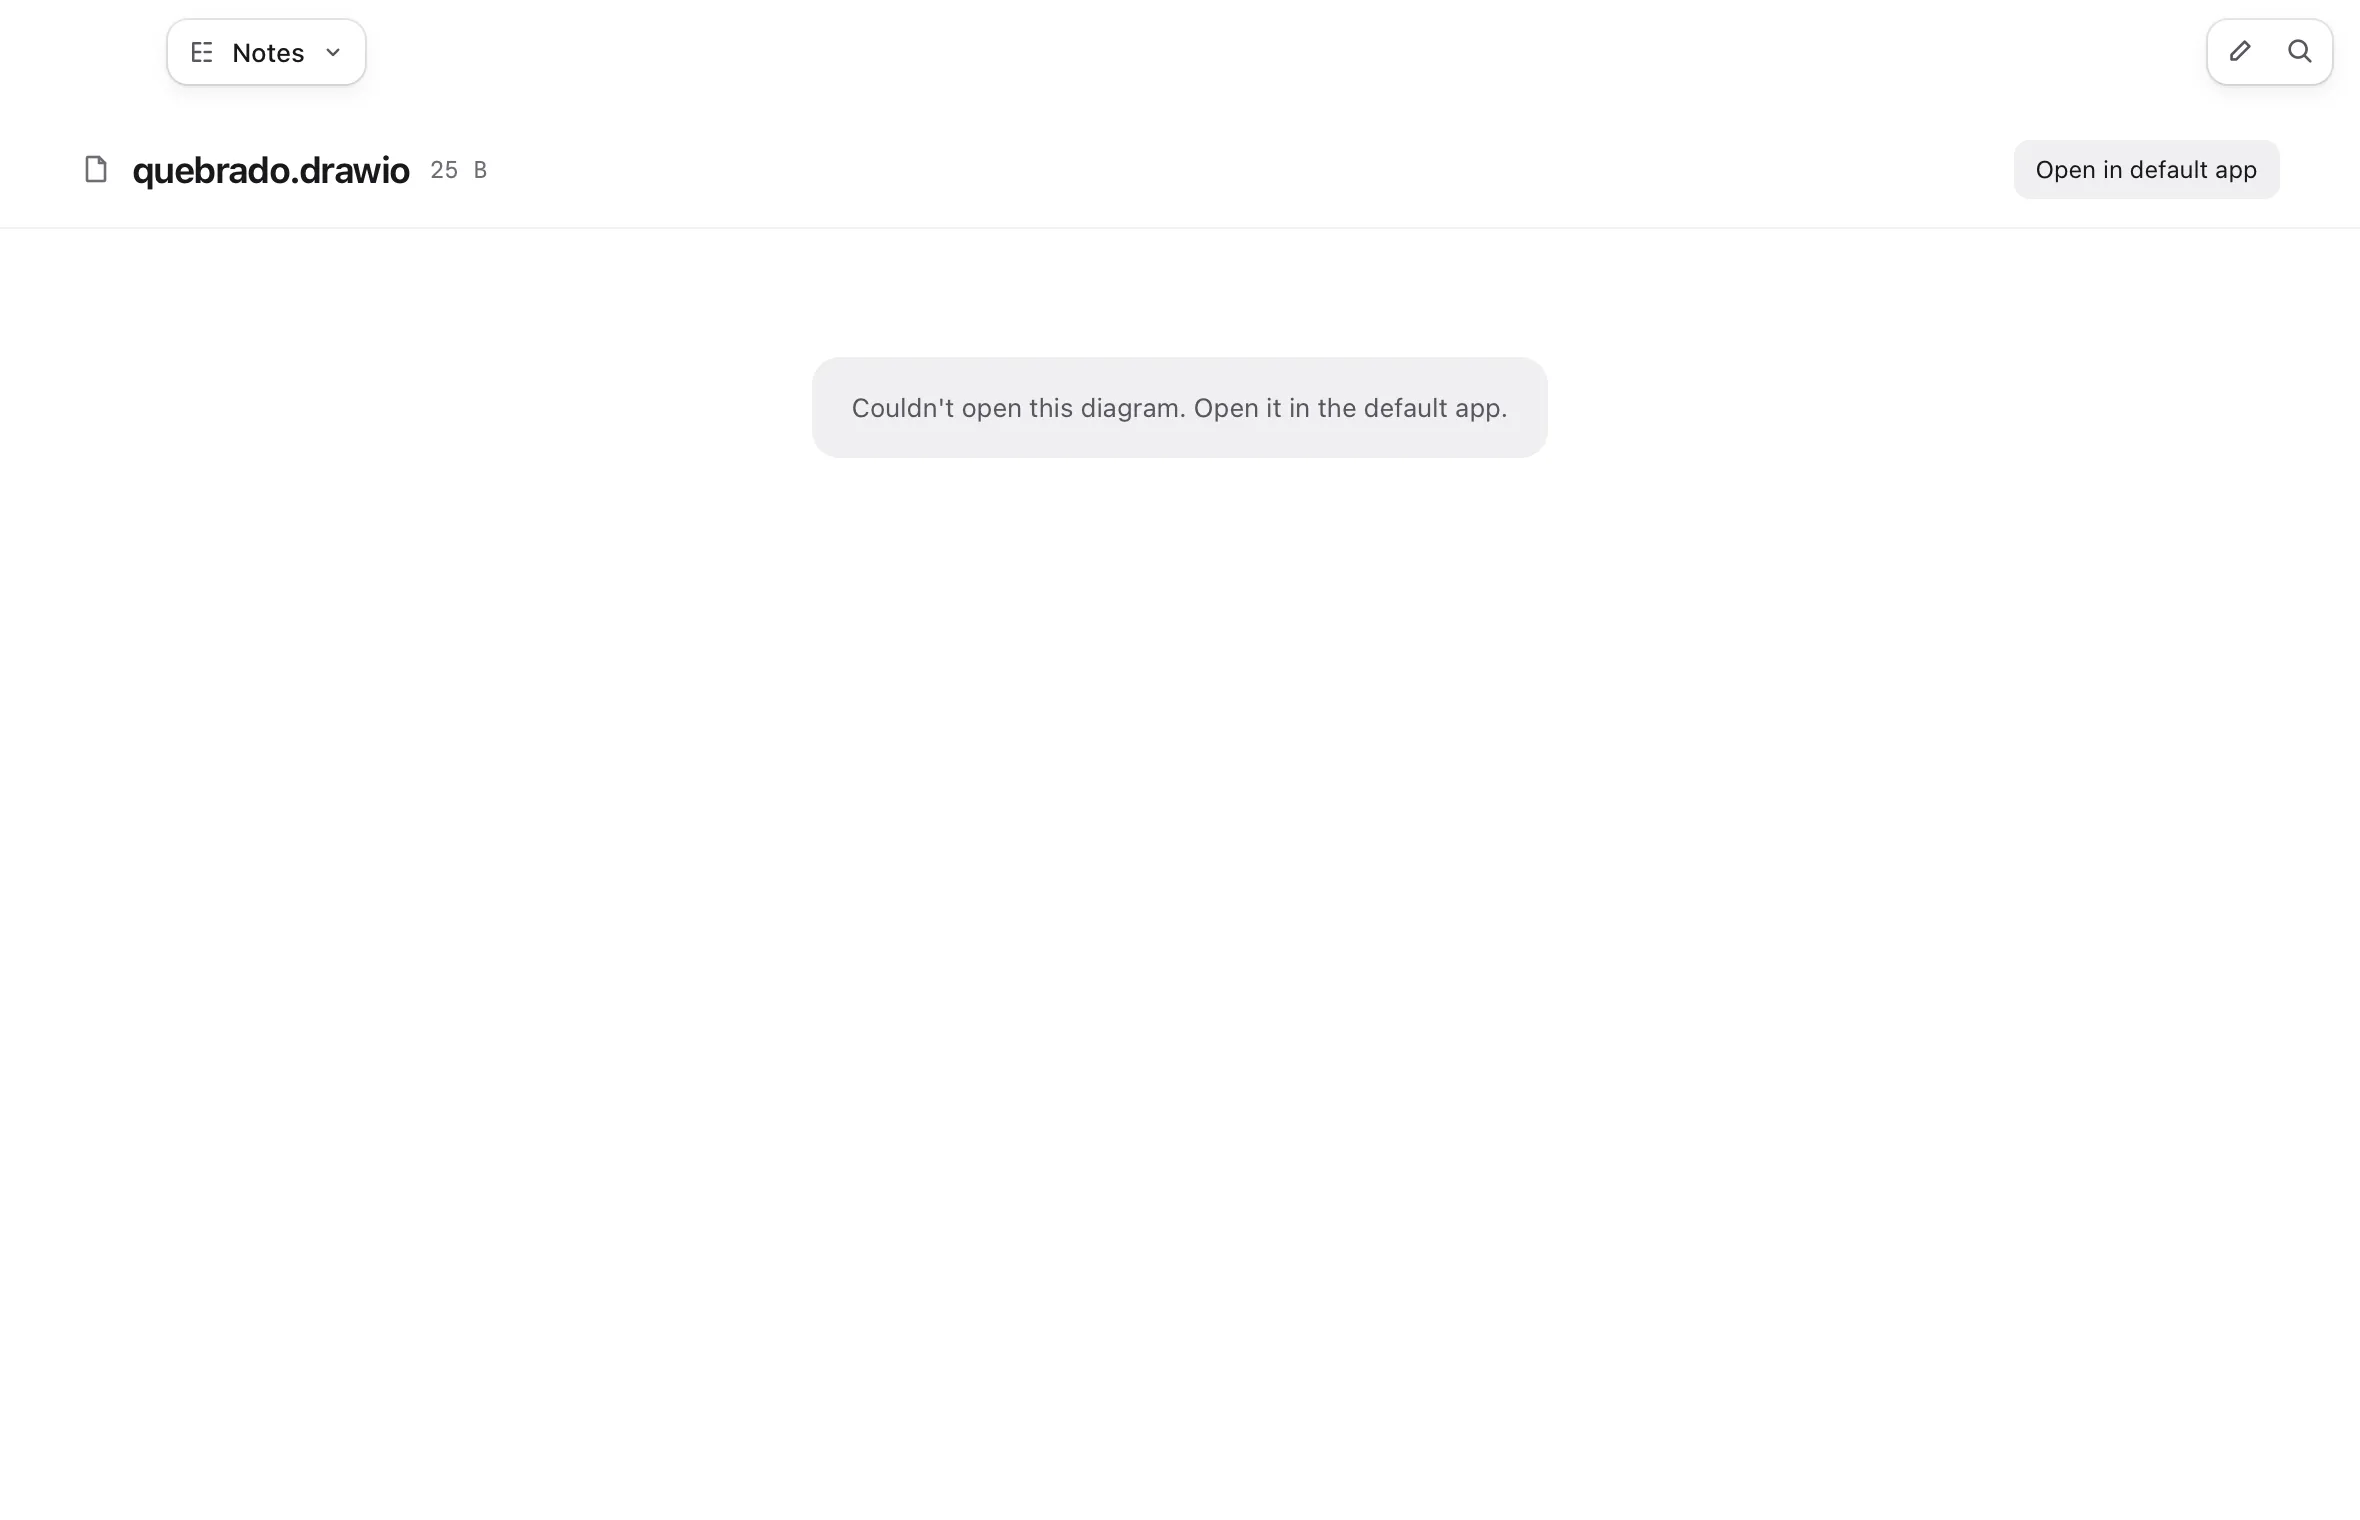 Notes
quebrado.drawio 25 B
Open in default app
Couldn't open this diagram. Open it in the default app.